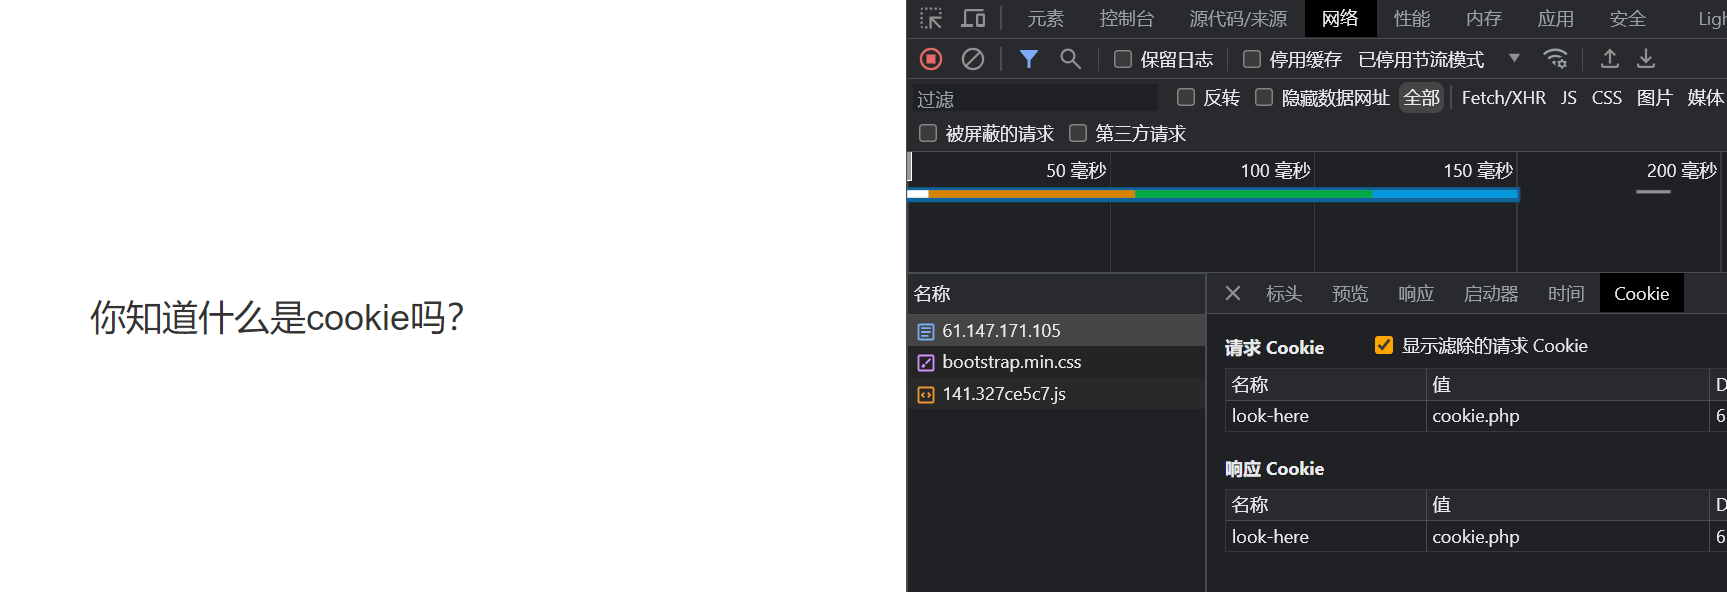 你知道什么是cookie吗?
元素 控制台 源代码/来源 网络 性能 内存 应用 安全 Ligh
保留日志 停用缓存 已停用节流模式
过滤 反转 隐藏数据网址 全部 Fetch/XHR JS CSS 图片 媒体
被屏蔽的请求 第三方请求
50 毫秒 100 毫秒 150 毫秒 200 毫秒
名称
61.147.171.105
bootstrap.min.css
141.327ce5c7.js
标头 预览 响应 启动器 时间 Cookie
请求 Cookie 显示滤除的请求 Cookie
名称 值 D
look-here cookie.php 6
响应 Cookie
名称 值 D
look-here cookie.php 6